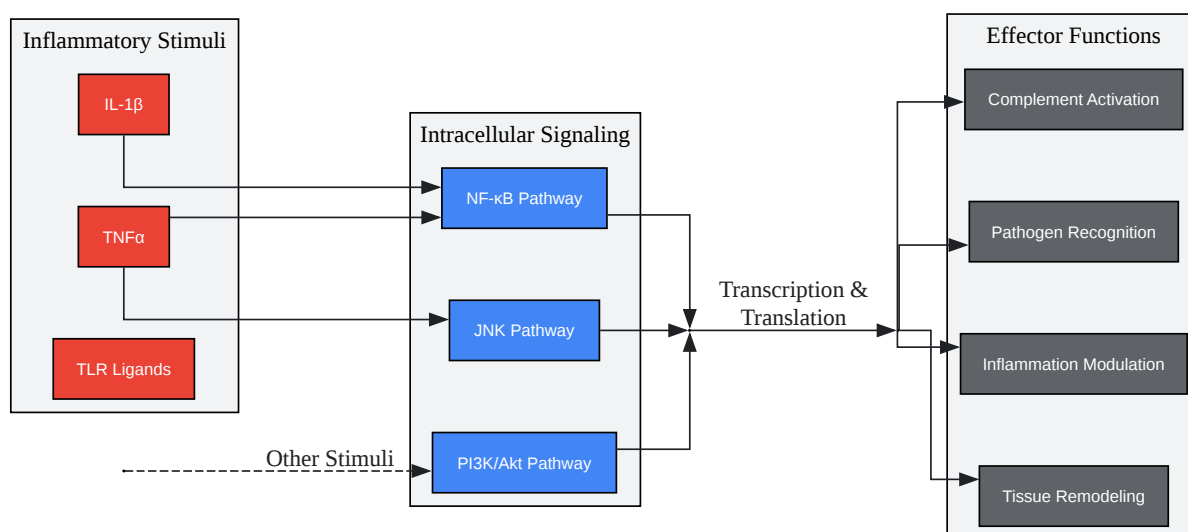 Inflammatory Stimuli
IL-1β
TNFα
TLR Ligands
Other Stimuli
Intracellular Signaling
NF-κB Pathway
JNK Pathway
PI3K/Akt Pathway
Transcription &
Translation
Effector Functions
Complement Activation
Pathogen Recognition
Inflammation Modulation
Tissue Remodeling